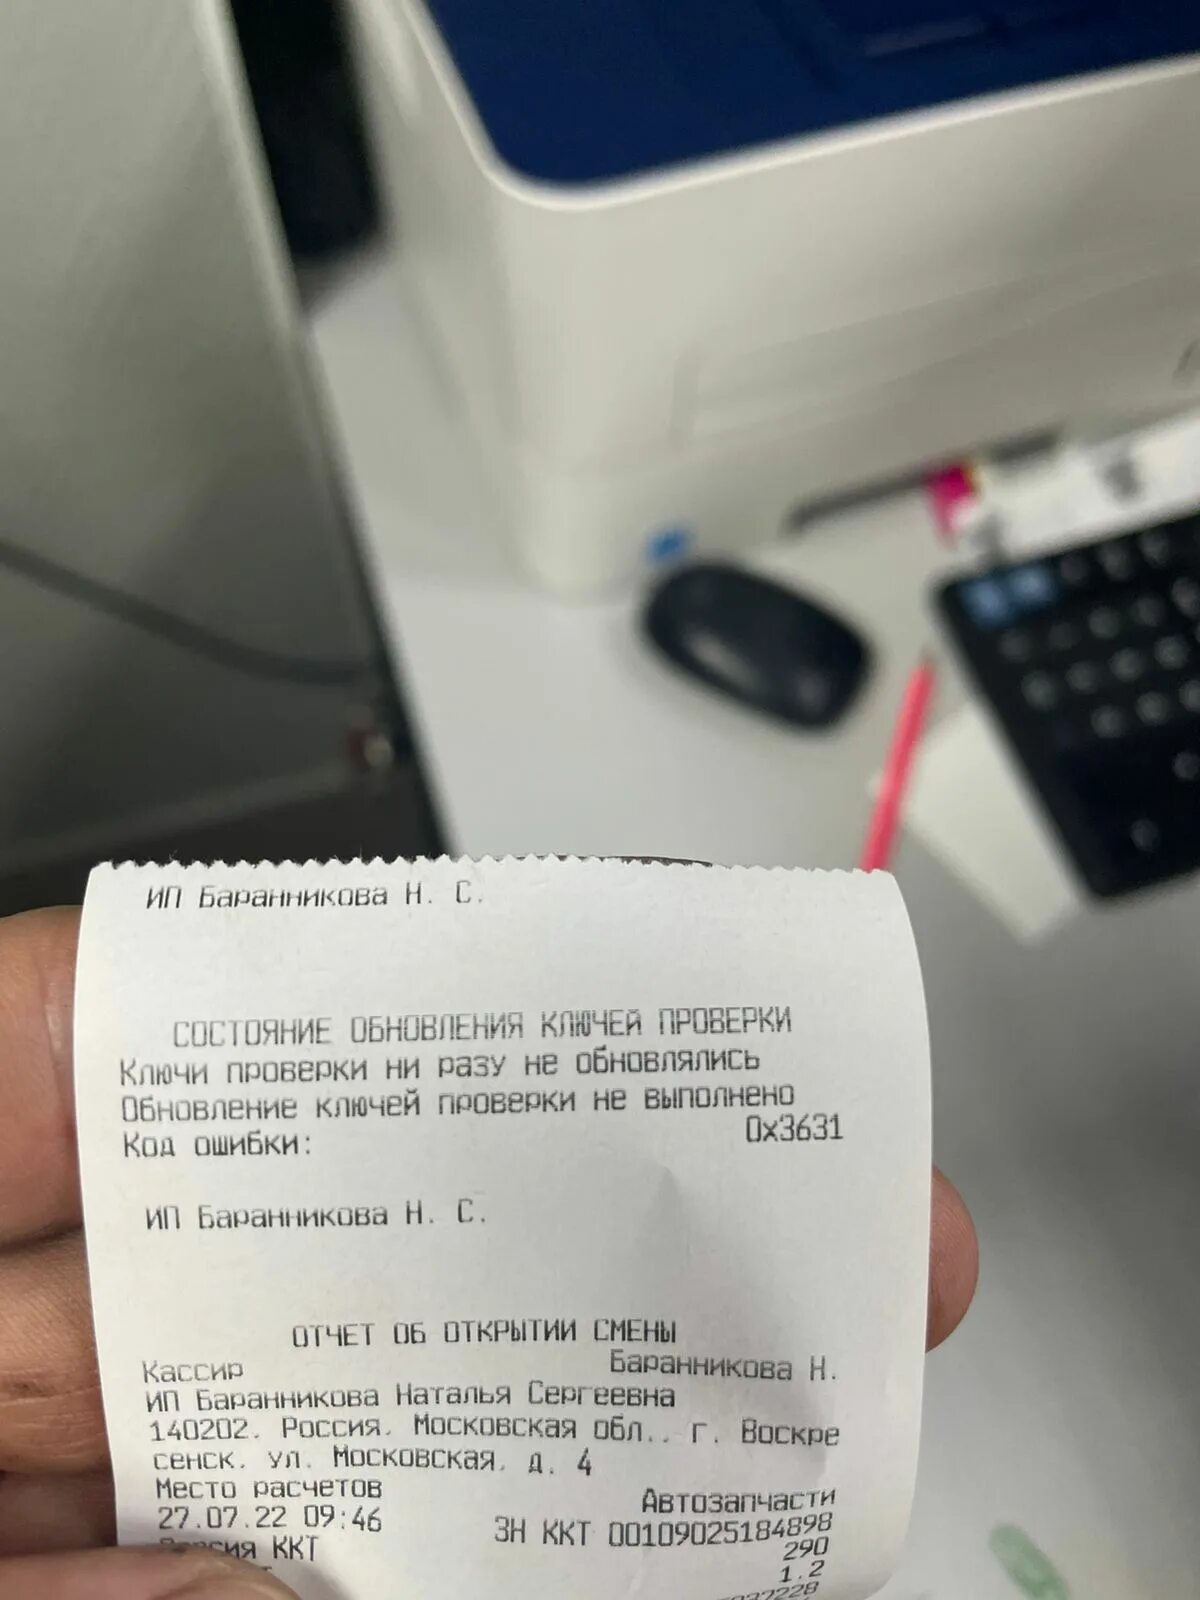 ИП Баранникова Н. С.
СОСТОЯНИЕ ОБНОВЛЕНИЯ КЛЮЧЕЙ ПРОВЕРКИ
Ключи проверки ни разу не обновлялись
Обновление ключей проверки не выполнено
Код ошибки: 0x3631
ИП Баранникова Н. С.
ОТЧЕТ ОБ ОТКРЫТИИ СМЕНЫ
Кассир Баранникова Н.
ИП Баранникова Наталья Сергеевна
140202, Россия, Московская обл., г. Воскре
сенск, ул. Московская, д. 4
Место расчетов Автозапчасти
27.07.22 09:46 ЗН ККТ 00109025184898
ККТ 290
1.2